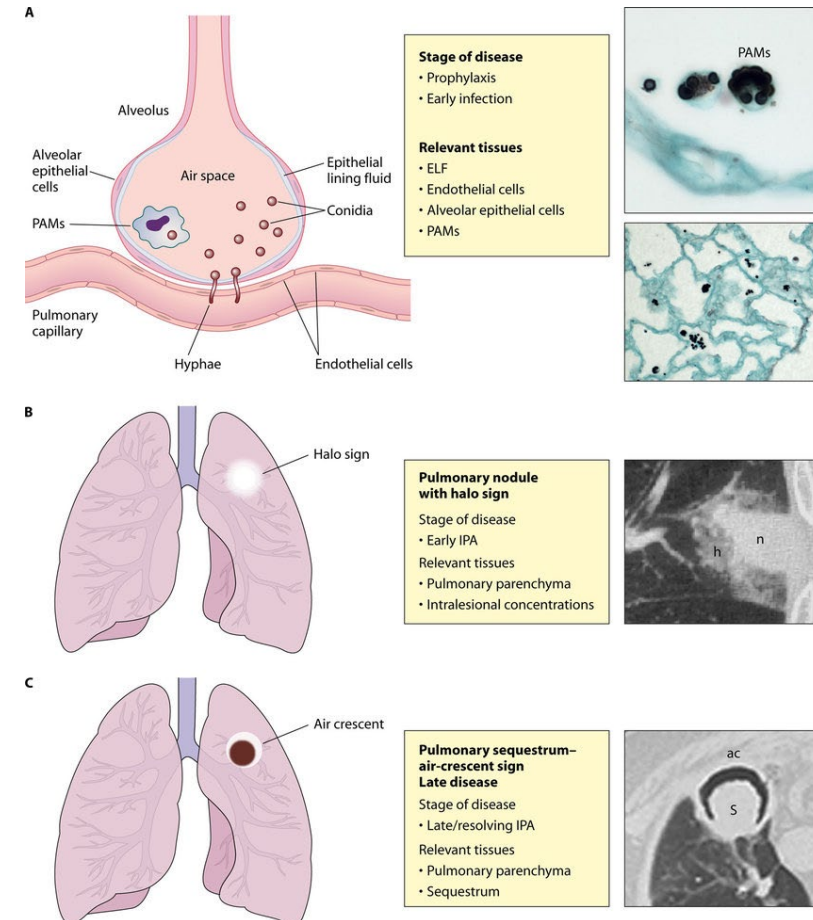 A
Alveolus
Alveolar
epithelial
cells
Air space
Epithelial
lining fluid
Conidia
PAMs
Pulmonary
capillary
Hyphae
Endothelial cells
Stage of disease
• Prophylaxis
• Early infection
Relevant tissues
• ELF
• Endothelial cells
• Alveolar epithelial cells
• PAMs
PAMs
B
Halo sign
Pulmonary nodule
with halo sign
Stage of disease
• Early IPA
Relevant tissues
• Pulmonary parenchyma
• Intralesional concentrations
h
n
C
Air crescent
Pulmonary sequestrum–
air-crescent sign
Late disease
Stage of disease
• Late/resolving IPA
Relevant tissues
• Pulmonary parenchyma
• Sequestrum
ac
S